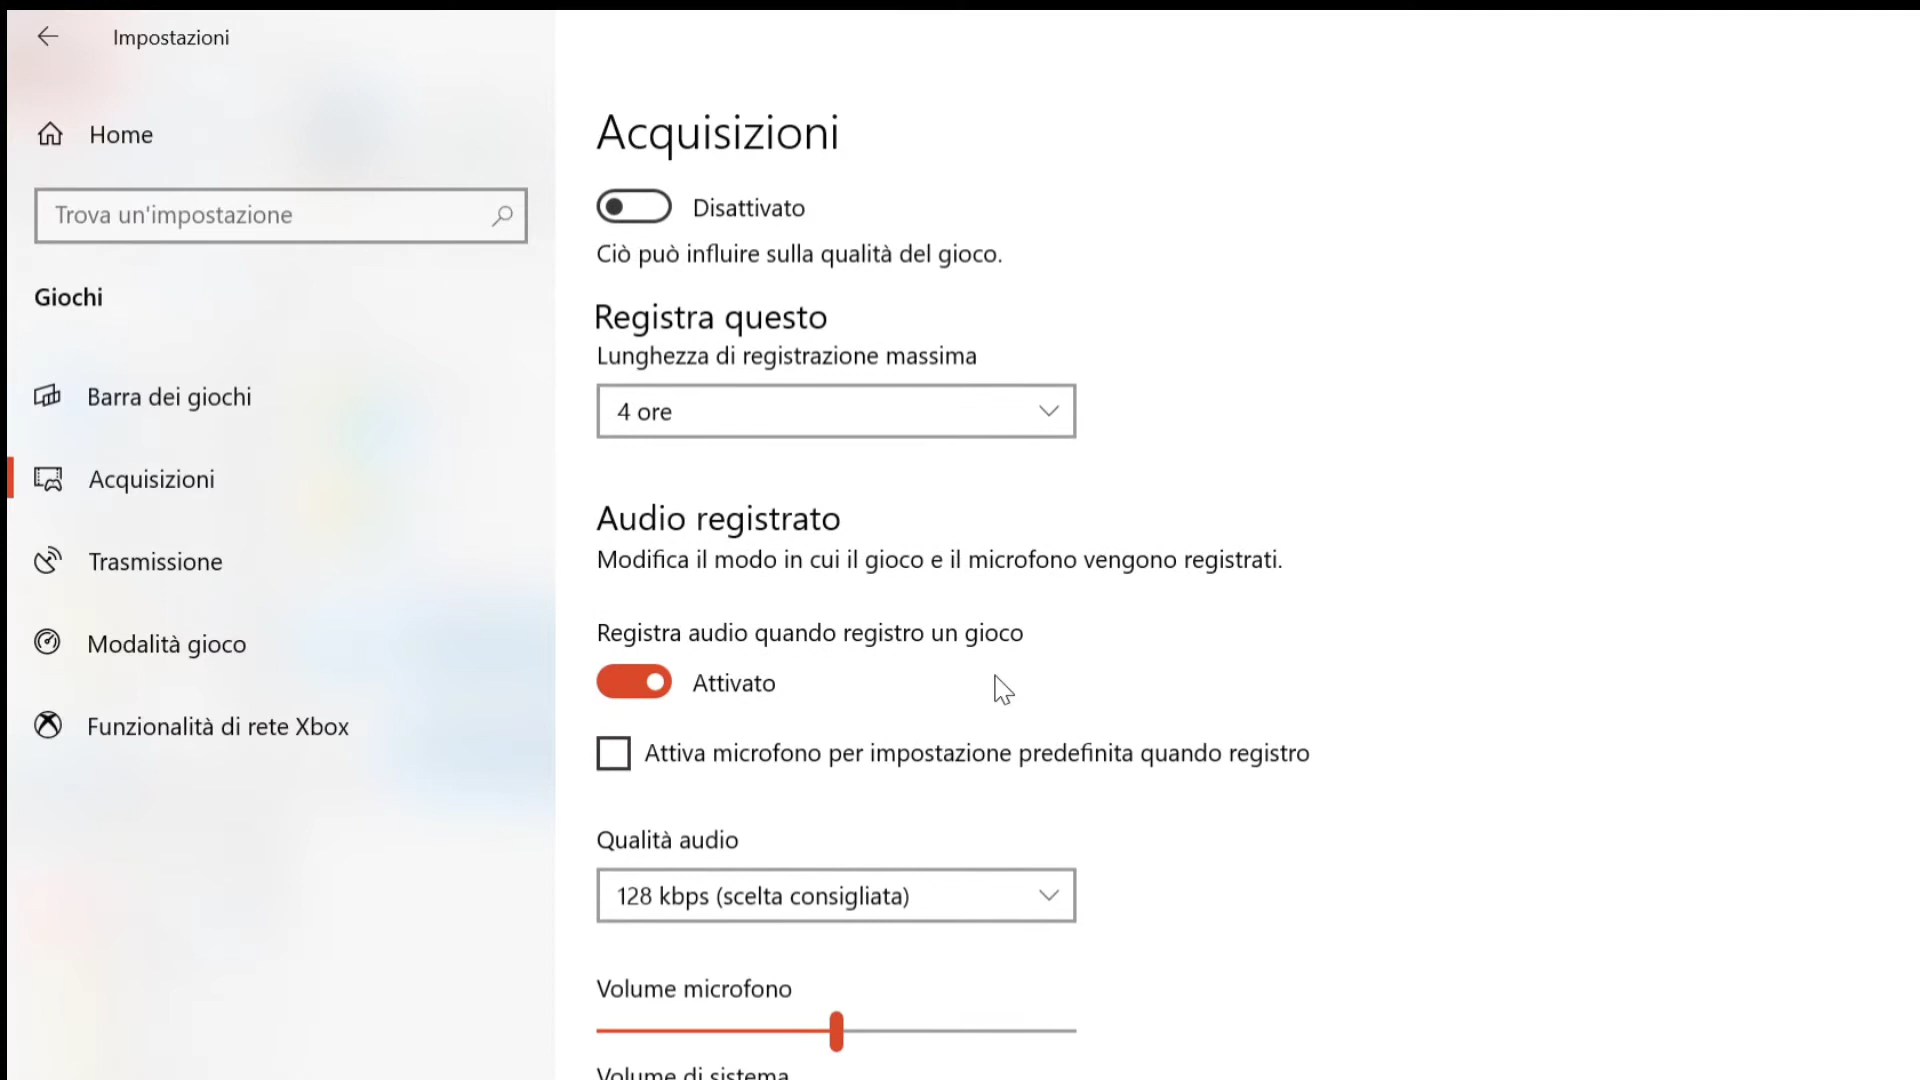 Impostazioni
Home
Trova un'impostazione
Giochi
Barra dei giochi
Acquisizioni
Trasmissione
Modalità gioco
Funzionalità di rete Xbox
Acquisizioni
Disattivato
Ciò può influire sulla qualità del gioco.
Registra questo
Lunghezza di registrazione massima
4 ore
Audio registrato
Modifica il modo in cui il gioco e il microfono vengono registrati.
Registra audio quando registro un gioco
Attivato
Attiva microfono per impostazione predefinita quando registro
Qualità audio
128 kbps (scelta consigliata)
Volume microfono
Volume di sistema